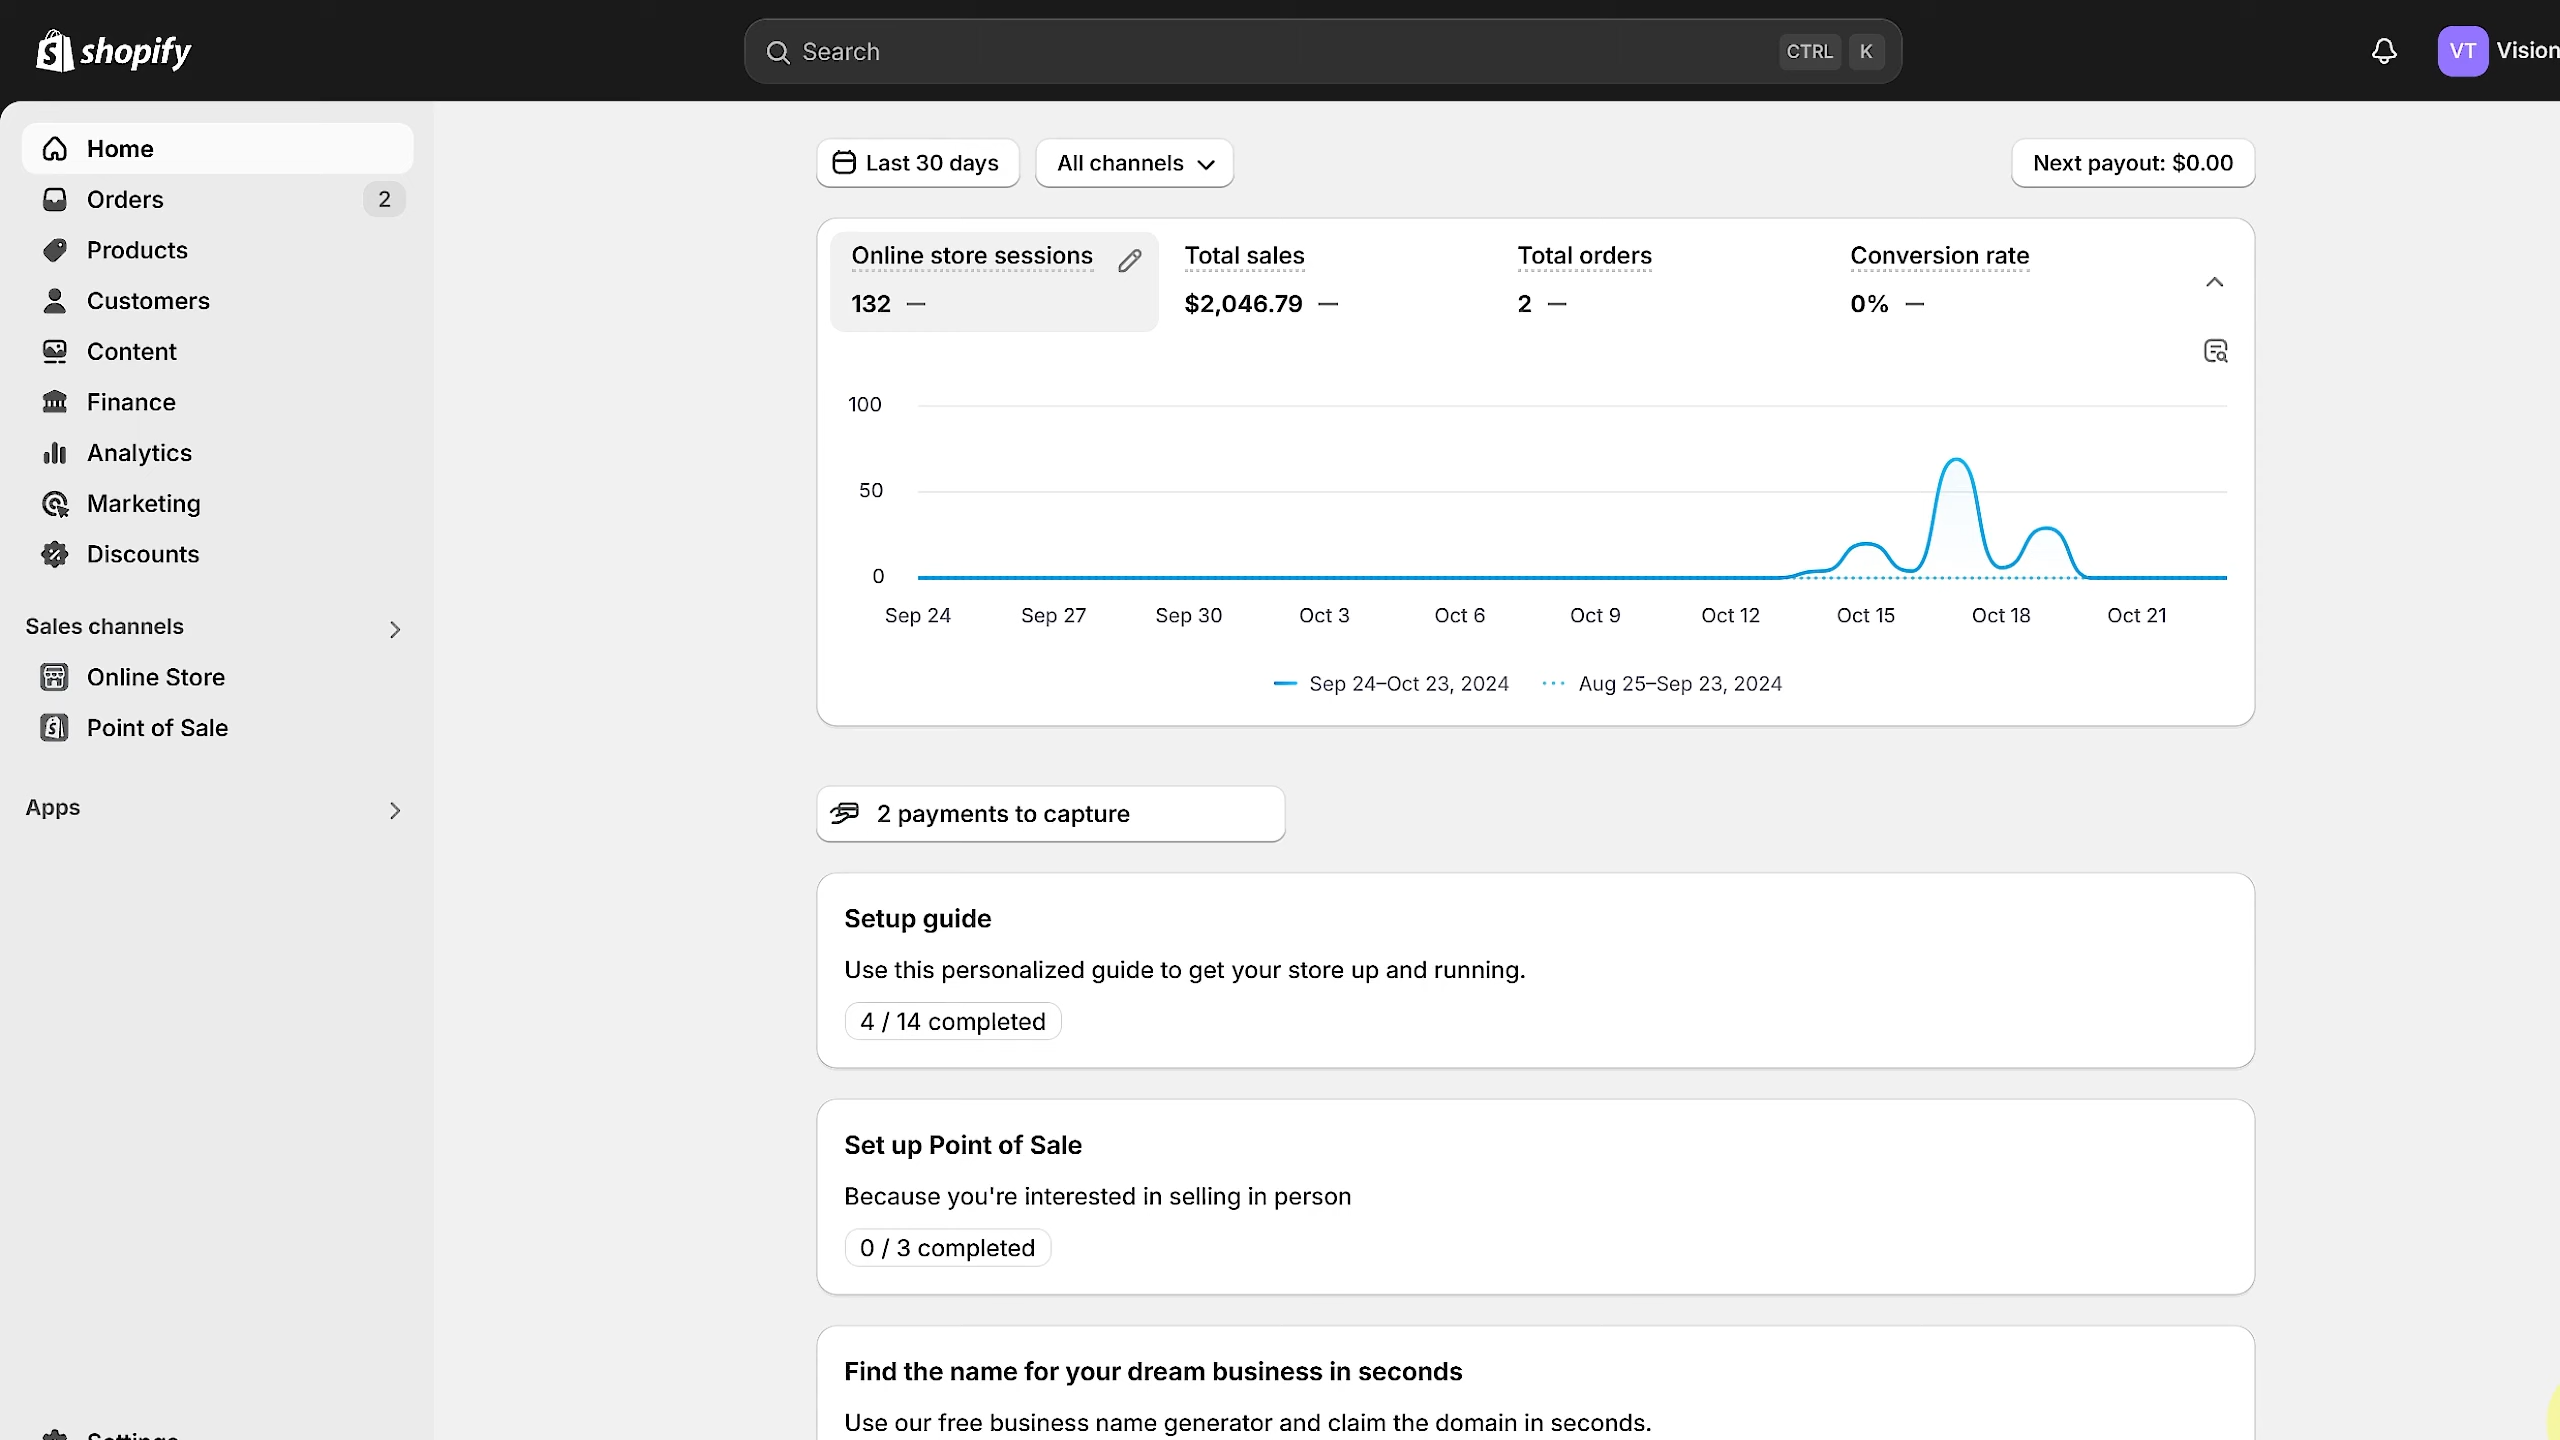 shopify
Search
CTRL K
VT Vision
Home
Orders 2
Products
Customers
Content
Finance
Analytics
Marketing
Discounts
Sales channels
Online Store
Point of Sale
Apps
Settings
Last 30 days
All channels
Next payout: $0.00
Online store sessions
132 —
Total sales
$2,046.79 —
Total orders
2 —
Conversion rate
0% —
100
50
0
Sep 24 Sep 27 Sep 30 Oct 3 Oct 6 Oct 9 Oct 12 Oct 15 Oct 18 Oct 21
Sep 24–Oct 23, 2024 Aug 25–Sep 23, 2024
2 payments to capture
Setup guide
Use this personalized guide to get your store up and running.
4 / 14 completed
Set up Point of Sale
Because you're interested in selling in person
0 / 3 completed
Find the name for your dream business in seconds
Use our free business name generator and claim the domain in seconds.